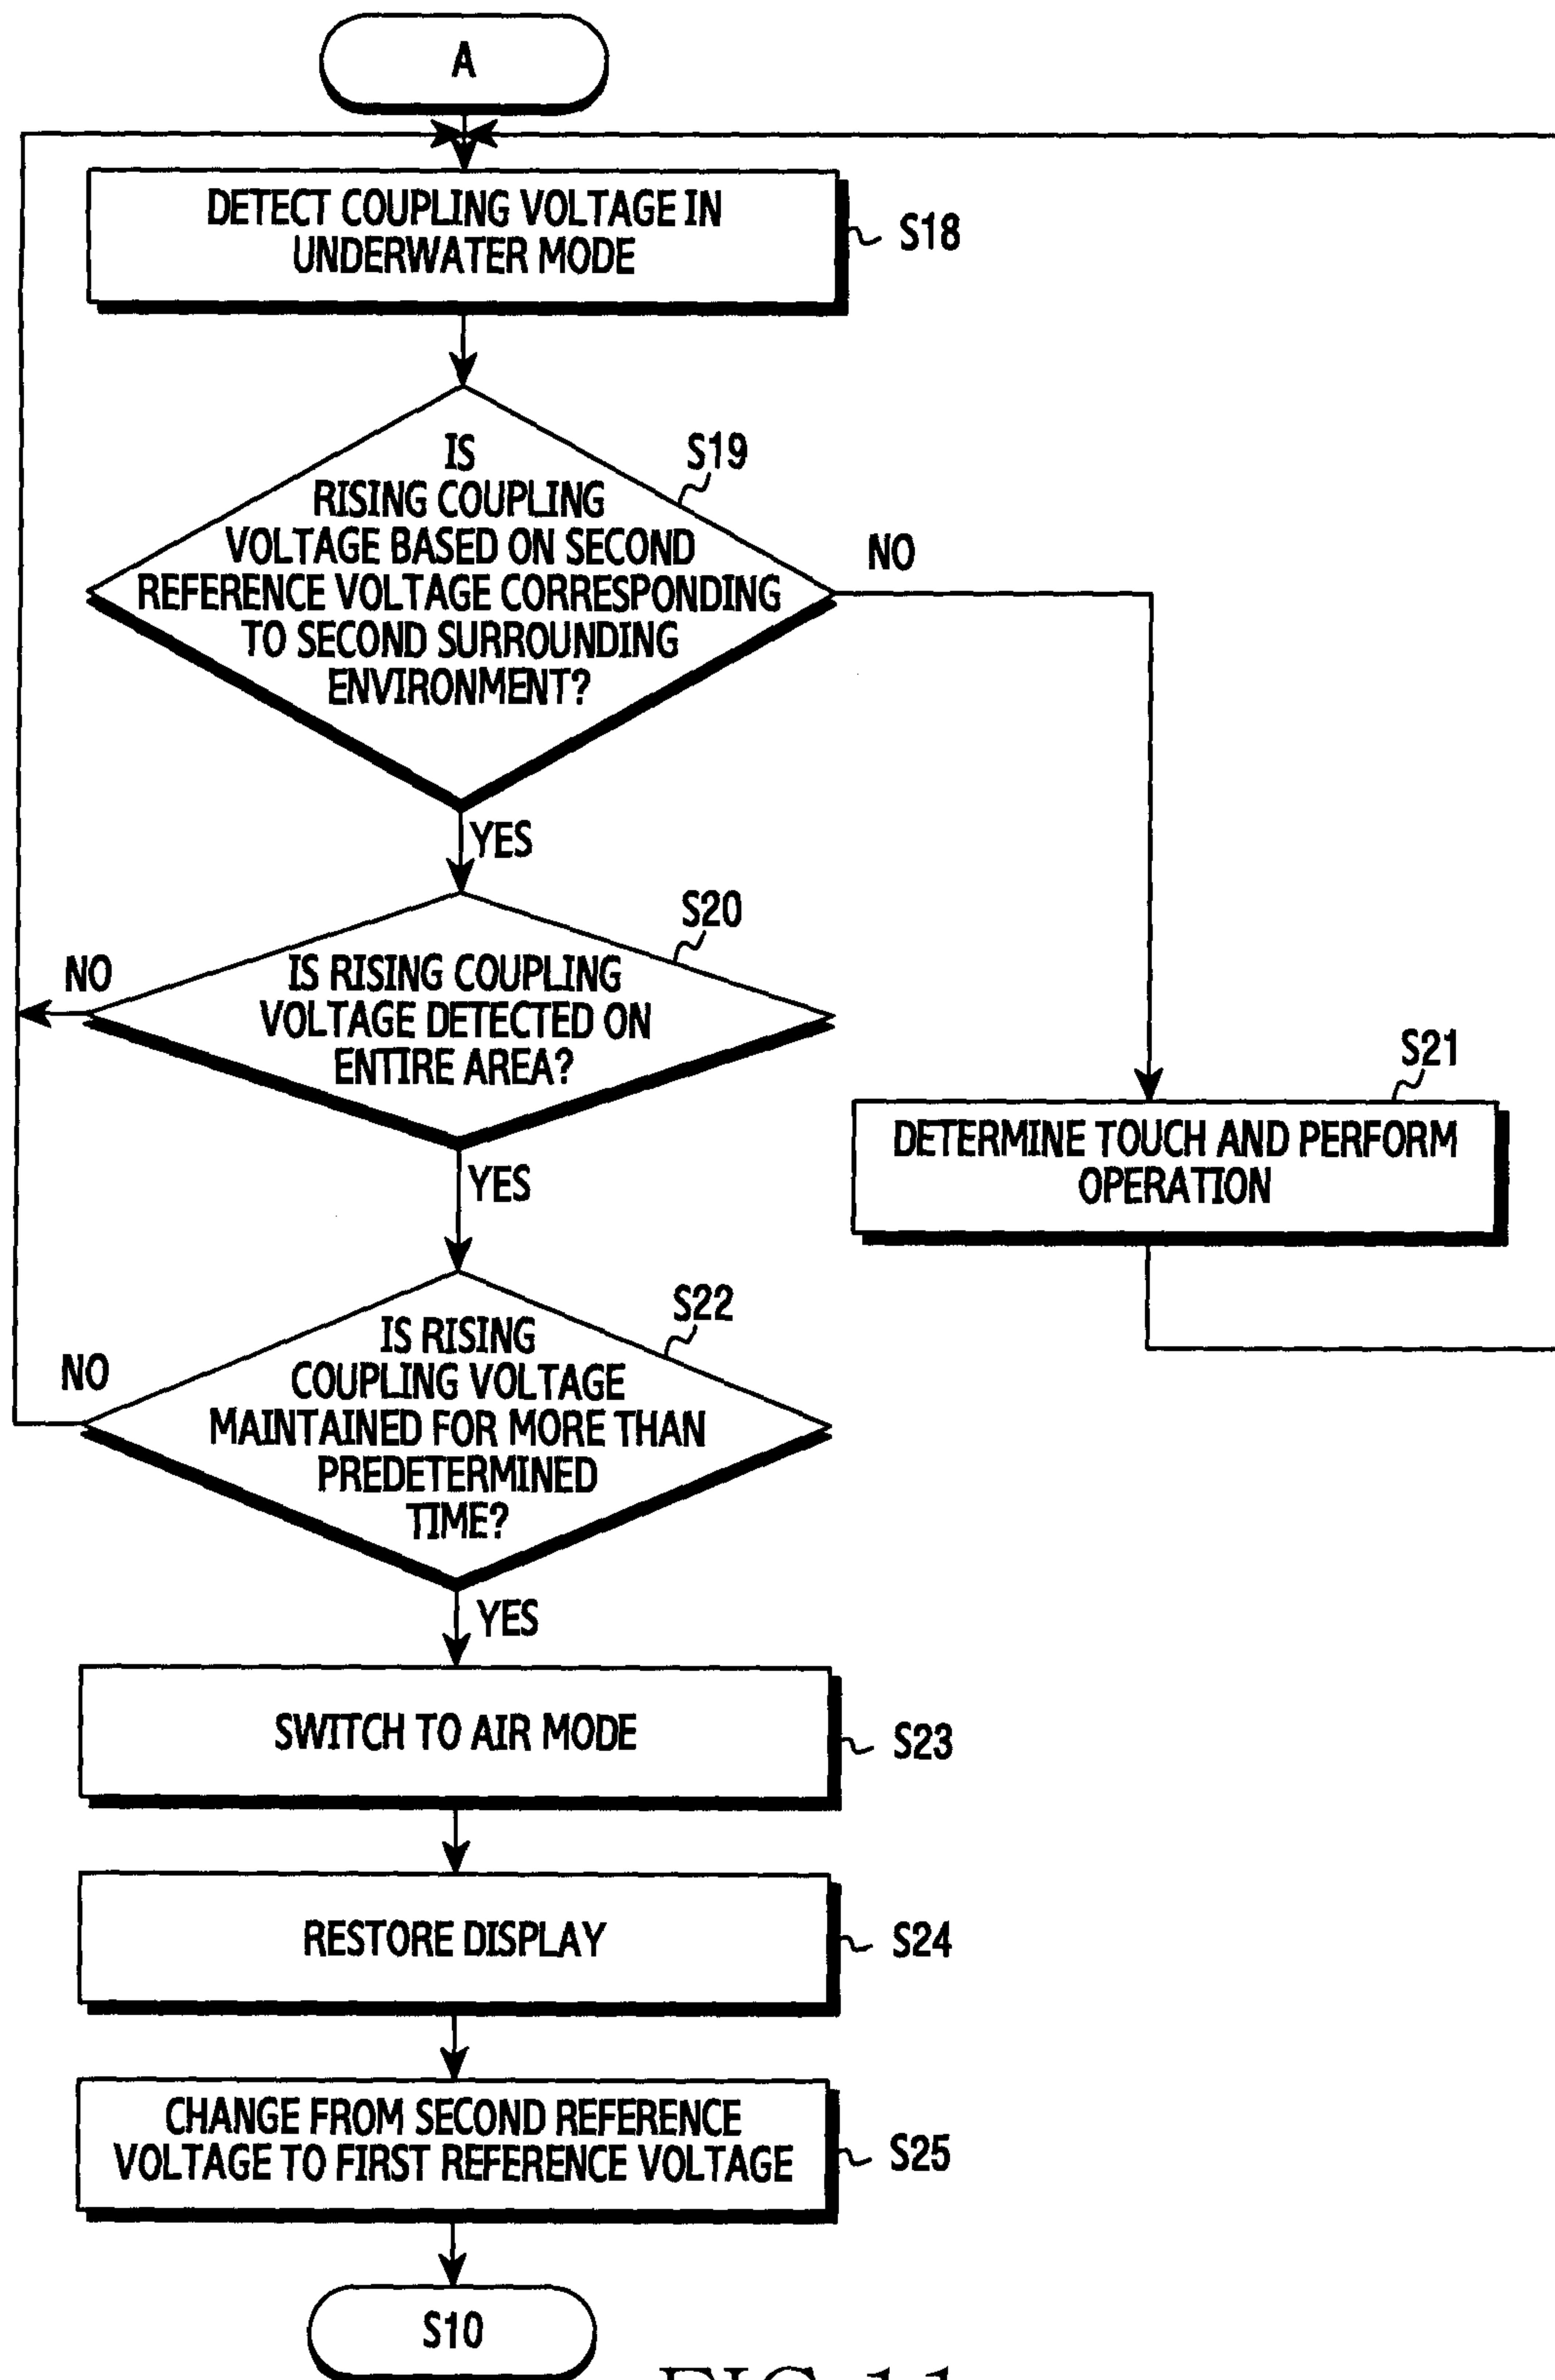 A
DETECT COUPLING VOLTAGE IN
UNDERWATER MODE
S18
IS
RISING COUPLING
VOLTAGE BASED ON SECOND
REFERENCE VOLTAGE CORRESPONDING
TO SECOND SURROUNDING
ENVIRONMENT?
S19
NO
YES
S20
NO
IS RISING COUPLING
VOLTAGE DETECTED ON
ENTIRE AREA?
YES
S21
DETERMINE TOUCH AND PERFORM
OPERATION
S22
NO
IS RISING
COUPLING VOLTAGE
MAINTAINED FOR MORE THAN
PREDETERMINED
TIME?
YES
SWITCH TO AIR MODE
S23
RESTORE DISPLAY
S24
CHANGE FROM SECOND REFERENCE
VOLTAGE TO FIRST REFERENCE VOLTAGE
S25
S10